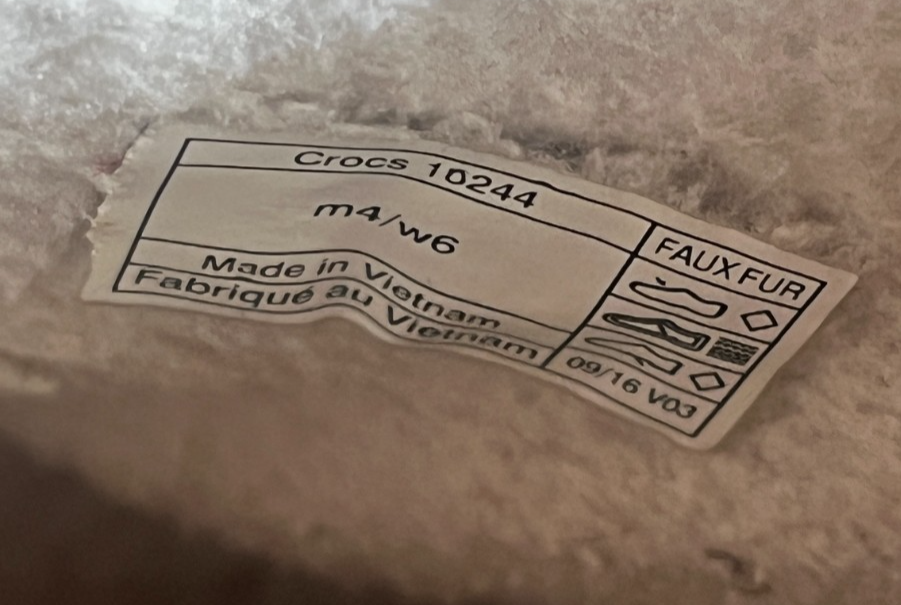 Crocs 10244
m4/w6
Made in Vietnam
Fabriqué au Vietnam
FAUX FUR
09/16 V03